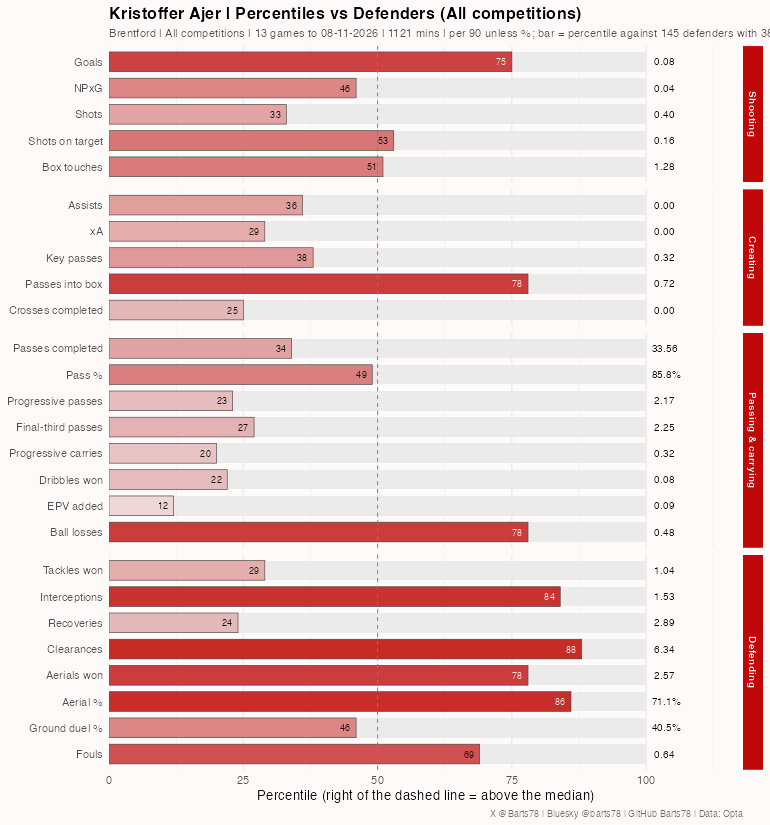 Kristoffer Ajer | Percentiles vs Defenders (All competitions)
Brentford | All competitions | 13 games to 08-11-2026 | 1121 mins | per 90 unless %; bar = percentile against 145 defenders with 38
Goals 75 0.08
NPxG 46 0.04
Shots 33 0.40
Shots on target 53 0.16
Box touches 51 1.28
Shooting
Assists 36 0.00
xA 29 0.00
Key passes 38 0.32
Passes into box 78 0.72
Crosses completed 25 0.00
Creating
Passes completed 34 33.56
Pass % 49 85.8%
Progressive passes 23 2.17
Final-third passes 27 2.25
Progressive carries 20 0.32
Dribbles won 22 0.08
EPV added 12 0.09
Ball losses 78 0.48
Passing & carrying
Tackles won 29 1.04
Interceptions 84 1.53
Recoveries 24 2.89
Clearances 88 6.34
Aerials won 78 2.57
Aerial % 86 71.1%
Ground duel % 46 40.5%
Fouls 69 0.64
Defending
0 25 50 75 100
Percentile (right of the dashed line = above the median)
X @Barts78 | Bluesky @barts78 | GitHub Barts78 | Data: Opta